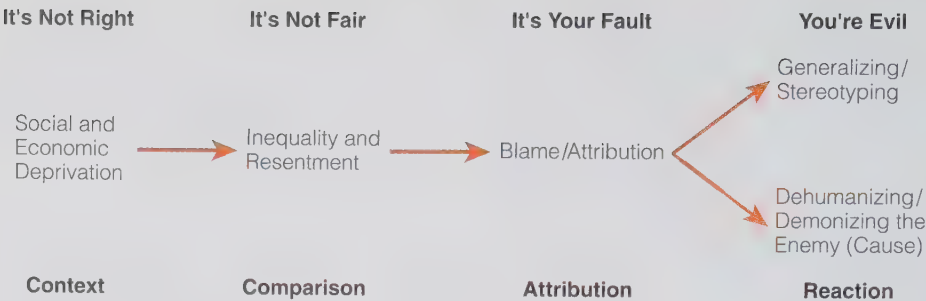 It's Not Right
It's Not Fair
It's Your Fault
You're Evil
Social and
Economic
Deprivation
Inequality and
Resentment
Blame/Attribution
Generalizing/
Stereotyping
Dehumanizing/
Demonizing the
Enemy (Cause)
Context
Comparison
Attribution
Reaction